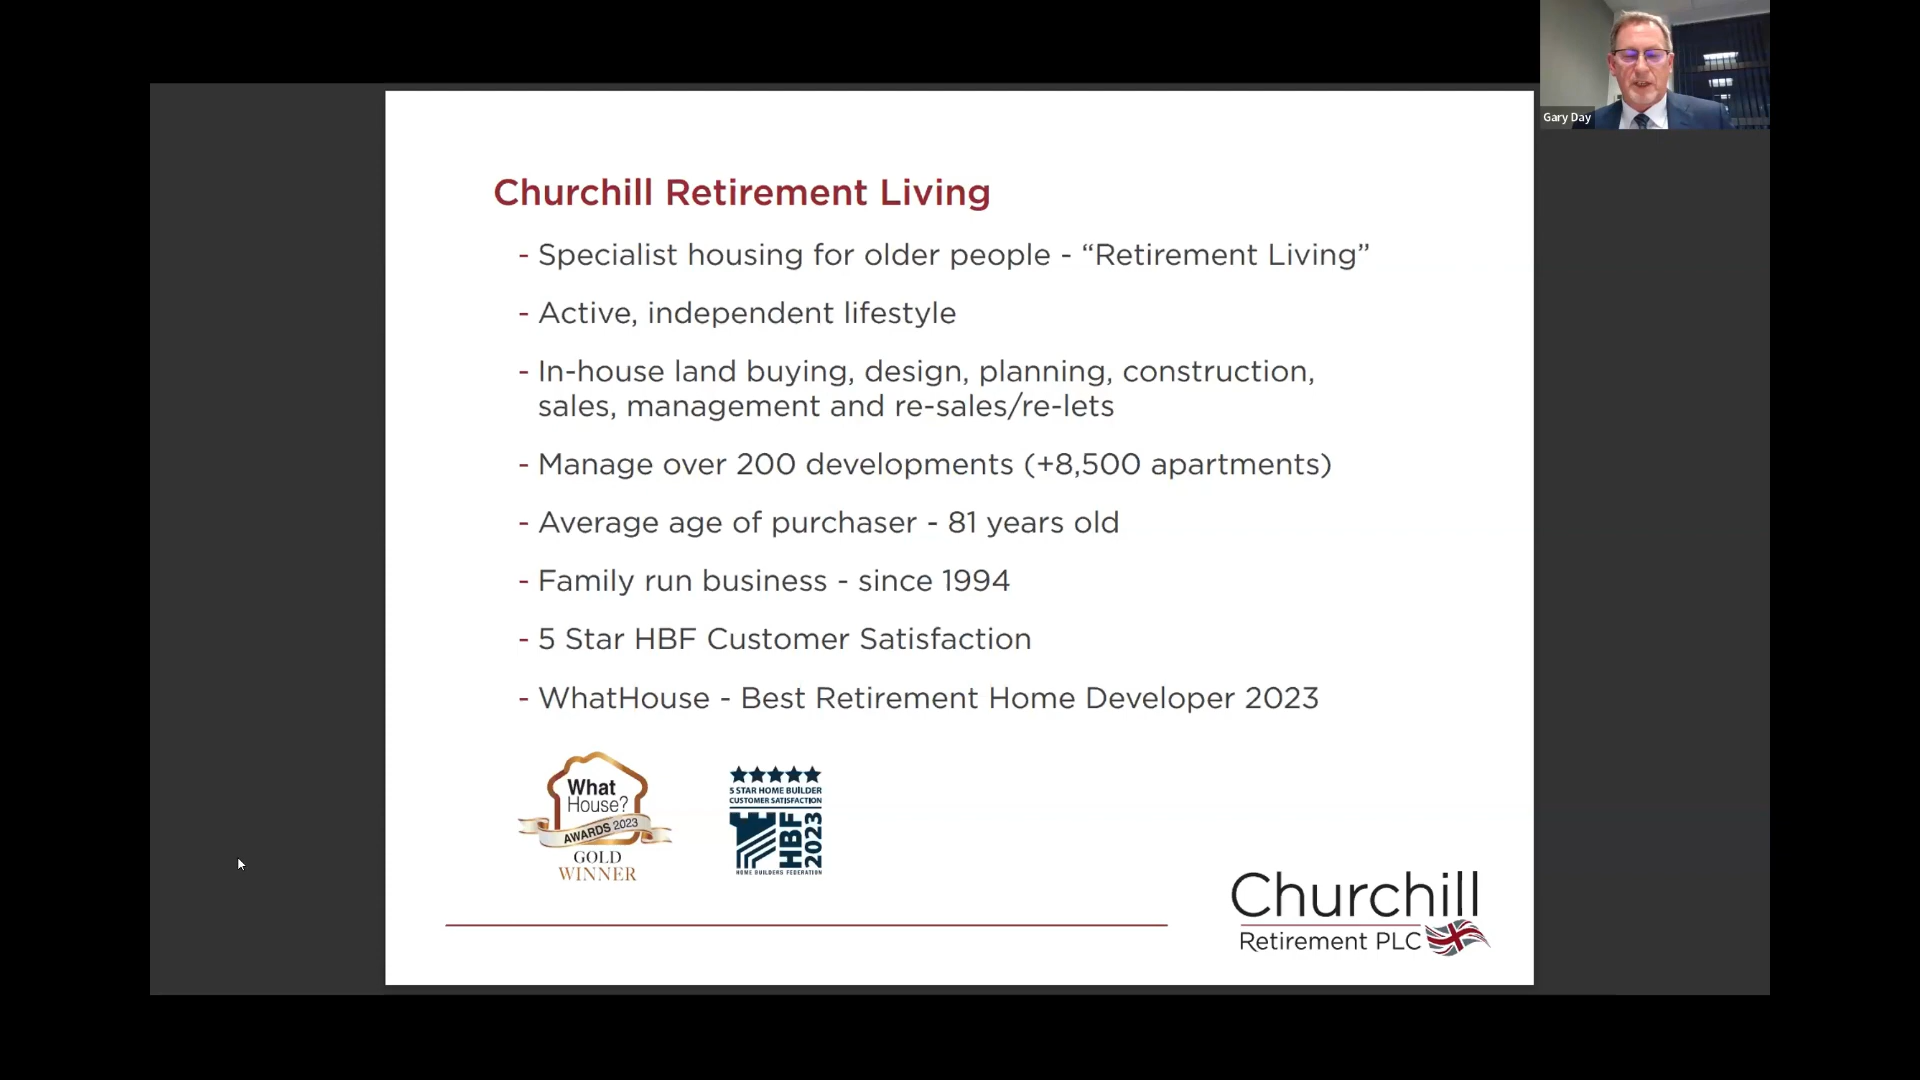 Gary Day
Churchill Retirement Living
- Specialist housing for older people - “Retirement Living”
- Active, independent lifestyle
- In-house land buying, design, planning, construction,
sales, management and re-sales/re-lets
- Manage over 200 developments (+8,500 apartments)
- Average age of purchaser - 81 years old
- Family run business - since 1994
- 5 Star HBF Customer Satisfaction
- WhatHouse - Best Retirement Home Developer 2023
What
House?
AWARDS 2023
GOLD
WINNER
5 STAR HOME BUILDER
CUSTOMER SATISFACTION
HBF
2023
HOME BUILDERS FEDERATION
Churchill
Retirement PLC